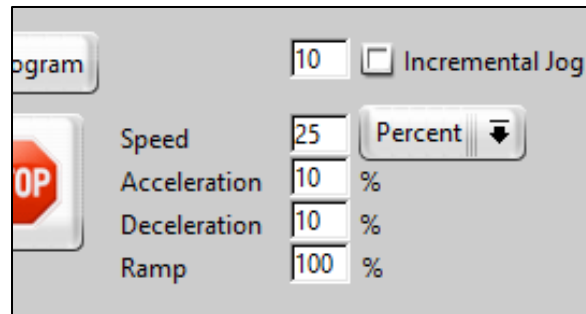 ogram
10 Incremental Jog
Speed 25 Percent
OP
Acceleration 10 %
Deceleration 10 %
Ramp 100 %